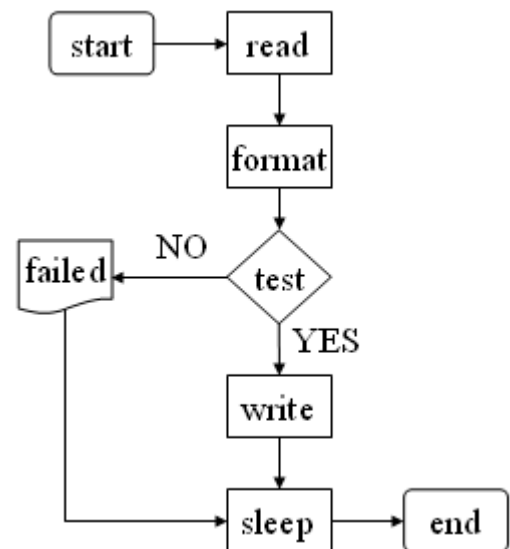 start
read
format
NO
failed
test
YES
write
sleep
end